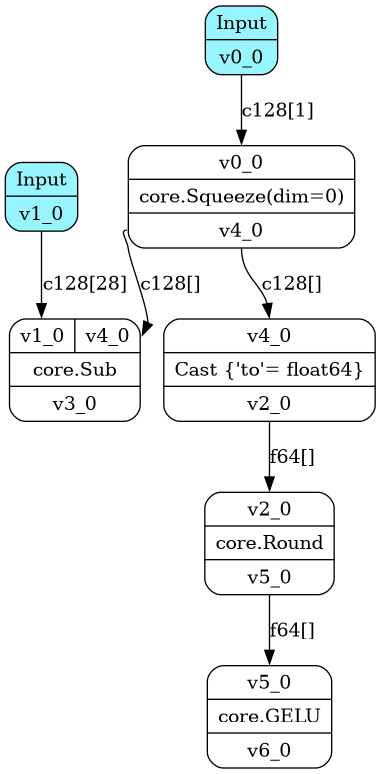 Input
v0_0
c128[1]
v0_0
core.Squeeze(dim=0)
v4_0
Input
v1_0
c128[28]
c128[]
c128[]
v1_0 v4_0
core.Sub
v3_0
v4_0
Cast {'to'= float64}
v2_0
f64[]
v2_0
core.Round
v5_0
f64[]
v5_0
core.GELU
v6_0